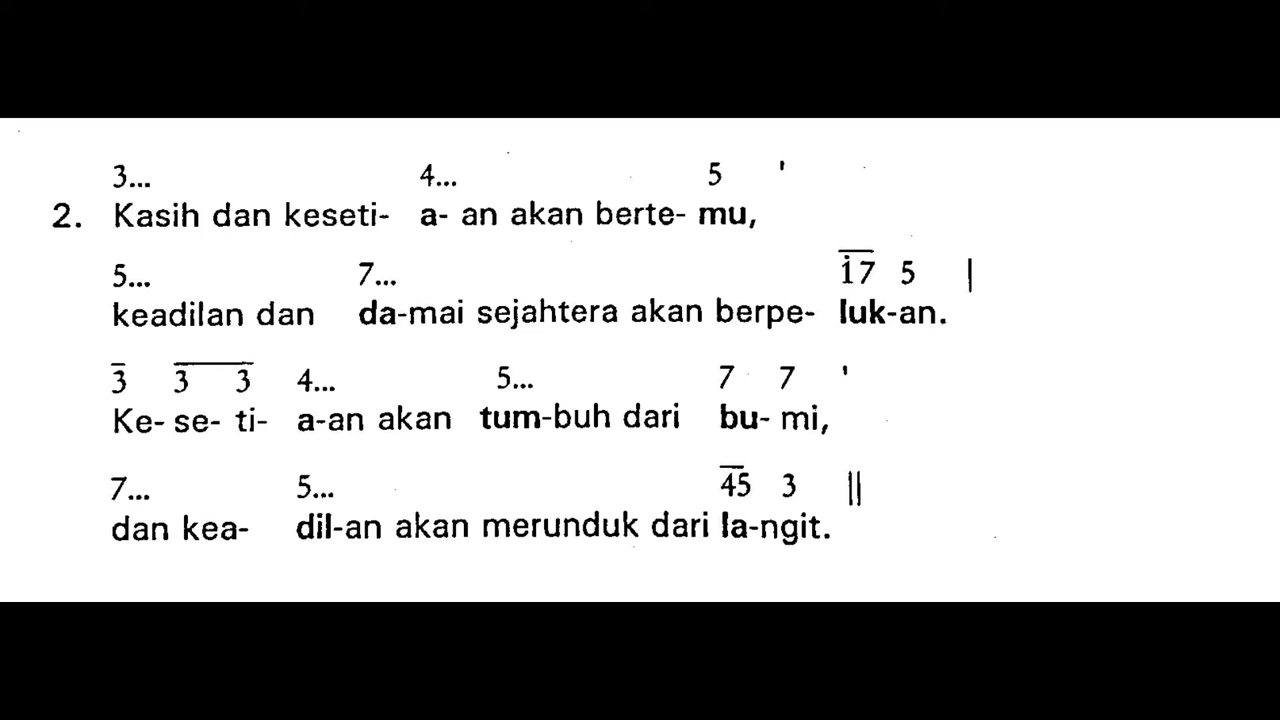 3... 4... 5 '
2. Kasih dan keseti- a- an akan berte- mu,
5... 7... i7 5 |
keadilan dan da-mai sejahtera akan berpe- luk-an.
3 3 3 4... 5... 7 7 '
Ke- se- ti- a-an akan tum-buh dari bu- mi,
7... 5... 45 3 ||
dan kea- dil-an akan merunduk dari la-ngit.